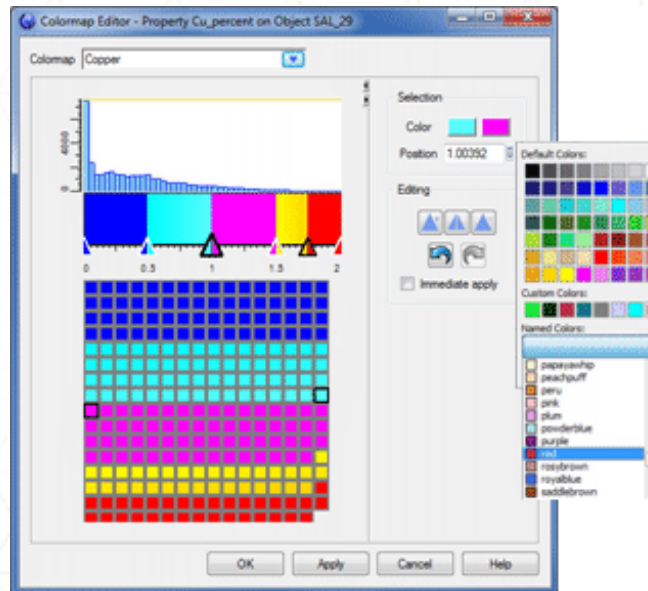 Colormap Editor - Property Cu_percent on Object SAL_29
Colormap Copper
Selection
Color
Position 1.00392
Editing
Immediate apply
4000
0
0 0.5 1 1.5 2
Default Colors:
Custom Colors:
Named Colors:
papayawhip
peachpuff
peru
pink
plum
powderblue
purple
red
rosybrown
royalblue
saddlebrown
OK Apply Cancel Help